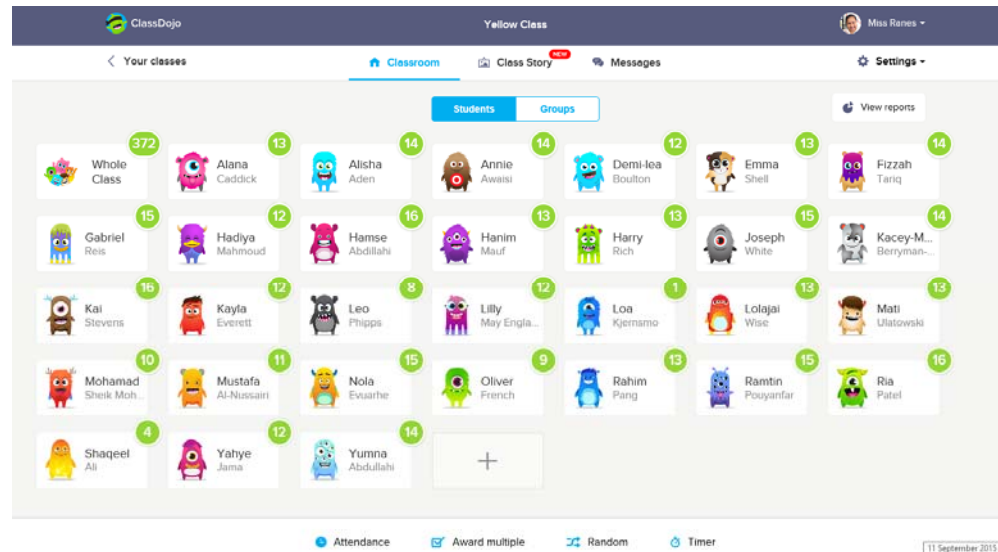 ClassDojo
Yellow Class
Miss Ranes
Your classes
Classroom
Class Story
NEW
Messages
Settings
Students
Groups
View reports
372
Whole
Class
13
Alana
Caddick
14
Alisha
Aden
14
Annie
Awaisi
12
Demi-lea
Boulton
13
Emma
Shell
14
Fizzah
Tariq
15
Gabriel
Reis
12
Hadiya
Mahmoud
16
Hamse
Abdillahi
13
Hanim
Mauf
13
Harry
Rich
15
Joseph
White
14
Kacey-M...
Berryman-...
16
Kai
Stevens
12
Kayla
Everett
8
Leo
Phipps
12
Lilly
May Engla...
1
Loa
Kjernsmo
13
Lolajai
Wise
13
Mati
Ulatowski
10
Mohamad
Sheik Moh...
11
Mustafa
Al-Nussairi
15
Nola
Evuarhe
9
Oliver
French
13
Rahim
Pang
15
Ramtin
Pouyanfar
16
Ria
Patel
4
Shaqeel
Ali
12
Yahye
Jama
14
Yumna
Abdullahi
+
Attendance
Award multiple
Random
Timer
11 September 2015